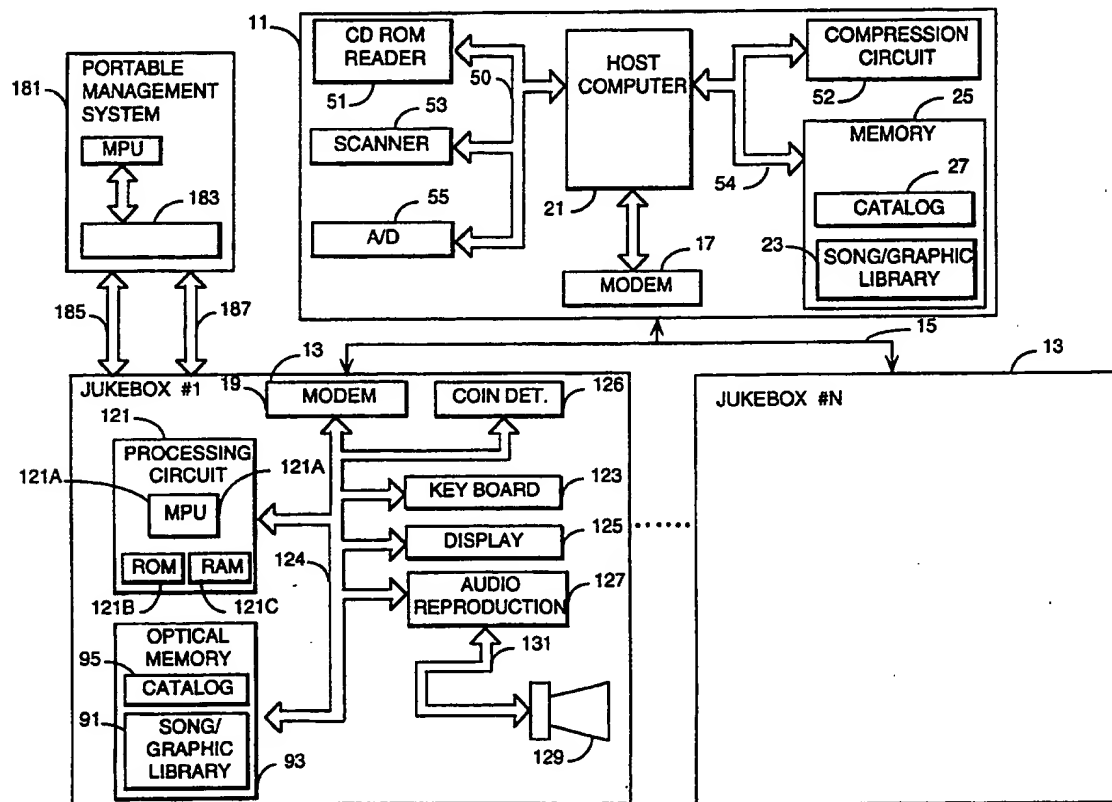 11
CD ROM
READER
51
50
HOST
COMPUTER
21
COMPRESSION
CIRCUIT
52
25
SCANNER
53
MEMORY
54
27
CATALOG
23
SONG/GRAPHIC
LIBRARY
55
A/D
17
MODEM
181
PORTABLE
MANAGEMENT
SYSTEM
MPU
183
185
187
15
13
JUKEBOX #1
19
MODEM
COIN DET.
126
121
PROCESSING
CIRCUIT
121A
121A
MPU
ROM
RAM
121B
121C
124
KEY BOARD
123
DISPLAY
125
AUDIO
REPRODUCTION
127
131
129
OPTICAL
MEMORY
95
CATALOG
91
SONG/
GRAPHIC
LIBRARY
93
13
JUKEBOX #N